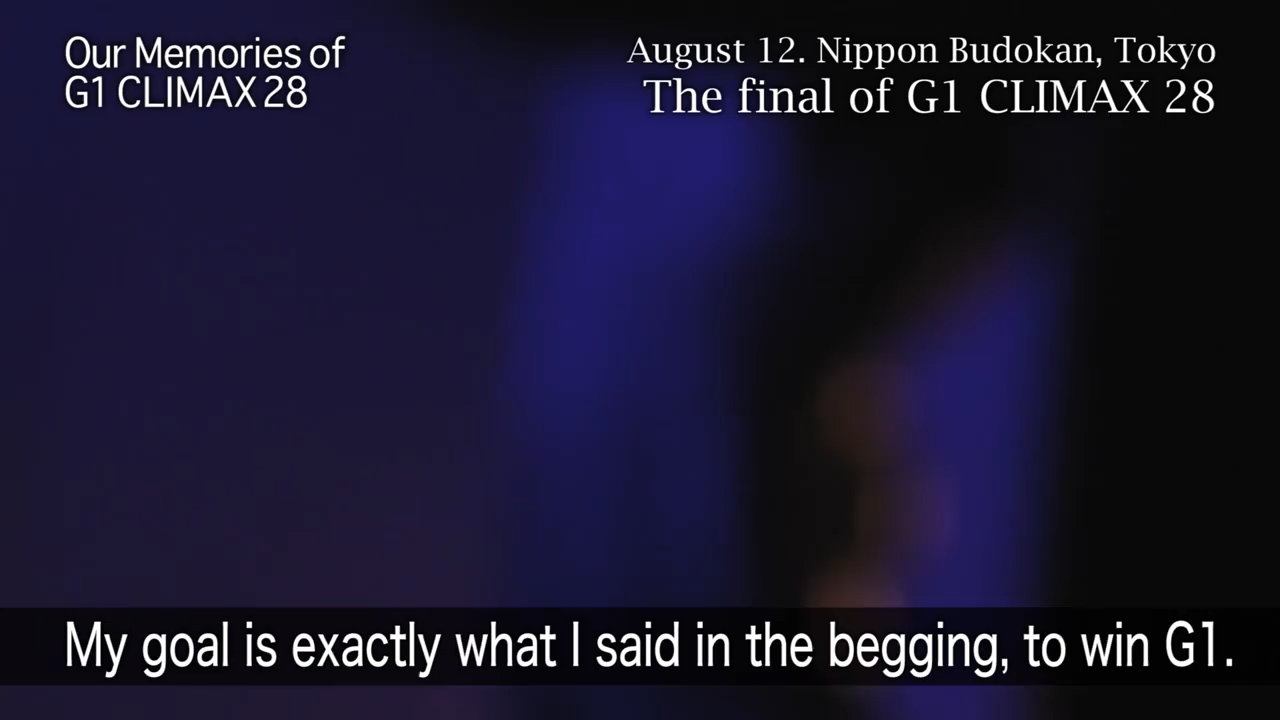 Our Memories of
G1 CLIMAX 28
August 12. Nippon Budokan, Tokyo
The final of G1 CLIMAX 28
My goal is exactly what I said in the begging, to win G1.